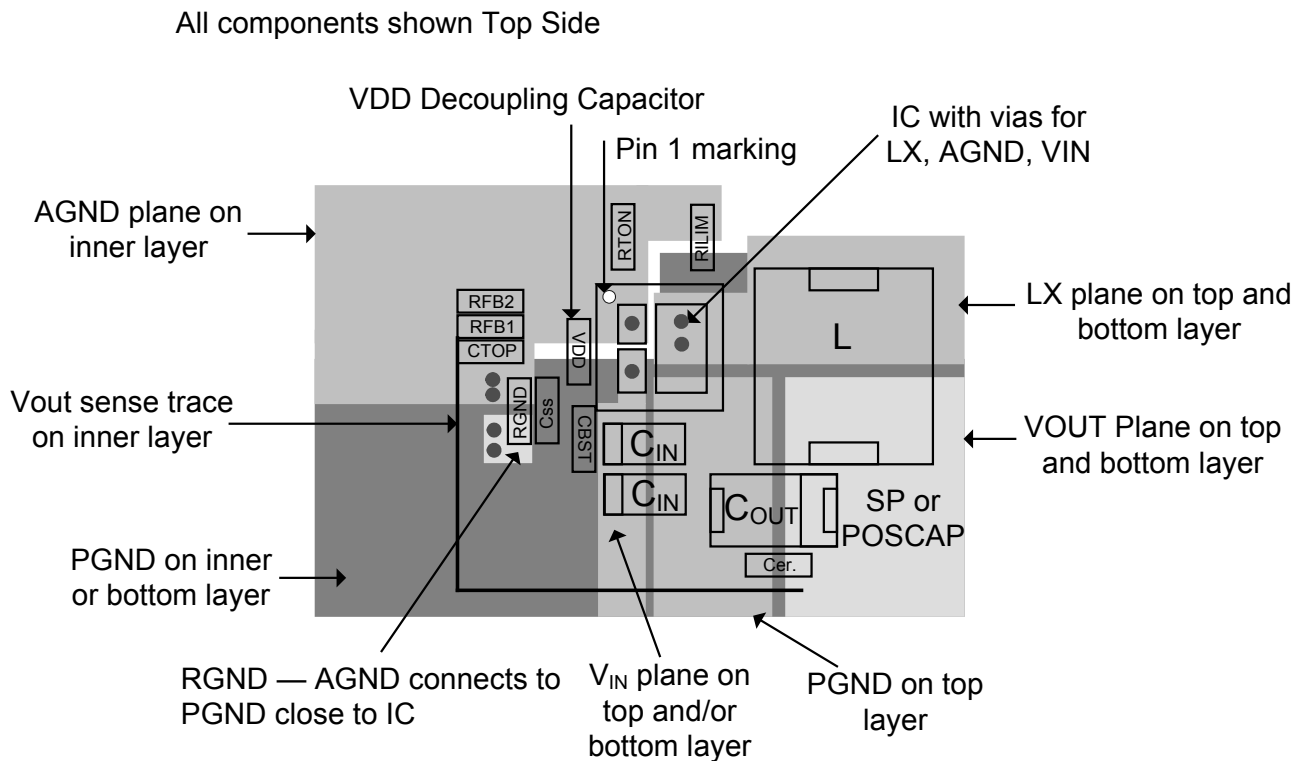 All components shown Top Side
VDD Decoupling Capacitor
Pin 1 marking
IC with vias for
LX, AGND, VIN
AGND plane on
inner layer
RTON
RILIM
LX plane on top and
bottom layer
RFB2
RFB1
CTOP
VDD
L
Vout sense trace
on inner layer
RGND
Css
CBST
CIN
CIN
VOUT Plane on top
and bottom layer
COUT
SP or
POSCAP
Cer.
PGND on inner
or bottom layer
RGND — AGND connects to
PGND close to IC
VIN plane on
top and/or
bottom layer
PGND on top
layer